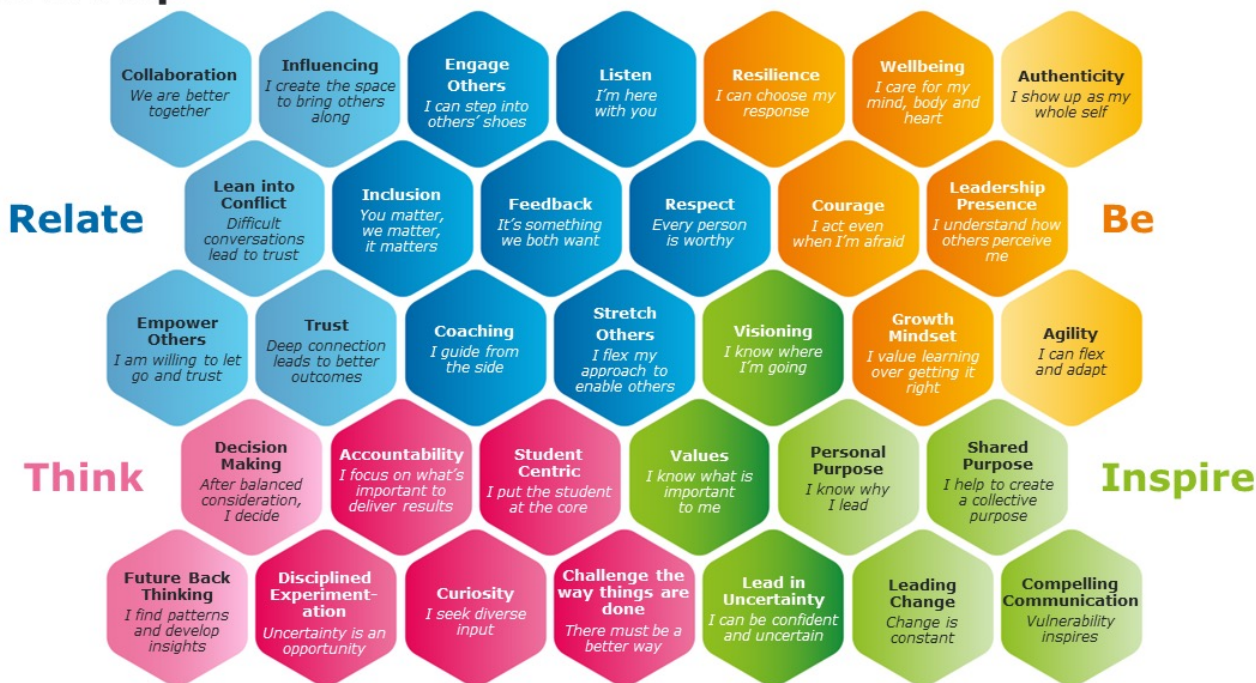 Collaboration
We are better
together
Influencing
I create the space
to bring others
along
Engage
Others
I can step into
others' shoes
Listen
I'm here
with you
Resilience
I can choose my
response
Wellbeing
I care for my
mind, body and
heart
Authenticity
I show up as my
whole self
Relate
Lean into
Conflict
Difficult
conversations
lead to trust
Inclusion
You matter,
we matter,
it matters
Feedback
It's something
we both want
Respect
Every person
is worthy
Courage
I act even
when I'm afraid
Leadership
Presence
I understand how
others perceive
me
Be
Empower
Others
I am willing to let
go and trust
Trust
Deep connection
leads to better
outcomes
Coaching
I guide from
the side
Stretch
Others
I flex my
approach to
enable others
Visioning
I know where
I'm going
Growth
Mindset
I value learning
over getting it
right
Agility
I can flex
and adapt
Think
Decision
Making
After balanced
consideration,
I decide
Accountability
I focus on what's
important to
deliver results
Student
Centric
I put the student
at the core
Values
I know what is
important
to me
Personal
Purpose
I know why
I lead
Shared
Purpose
I help to create
a collective
purpose
Inspire
Future Back
Thinking
I find patterns
and develop
insights
Disciplined
Experiment-
ation
Uncertainty is an
opportunity
Curiosity
I seek diverse
input
Challenge the
way things are
done
There must be a
better way
Lead in
Uncertainty
I can be confident
and uncertain
Leading
Change
Change is
constant
Compelling
Communication
Vulnerability
inspires